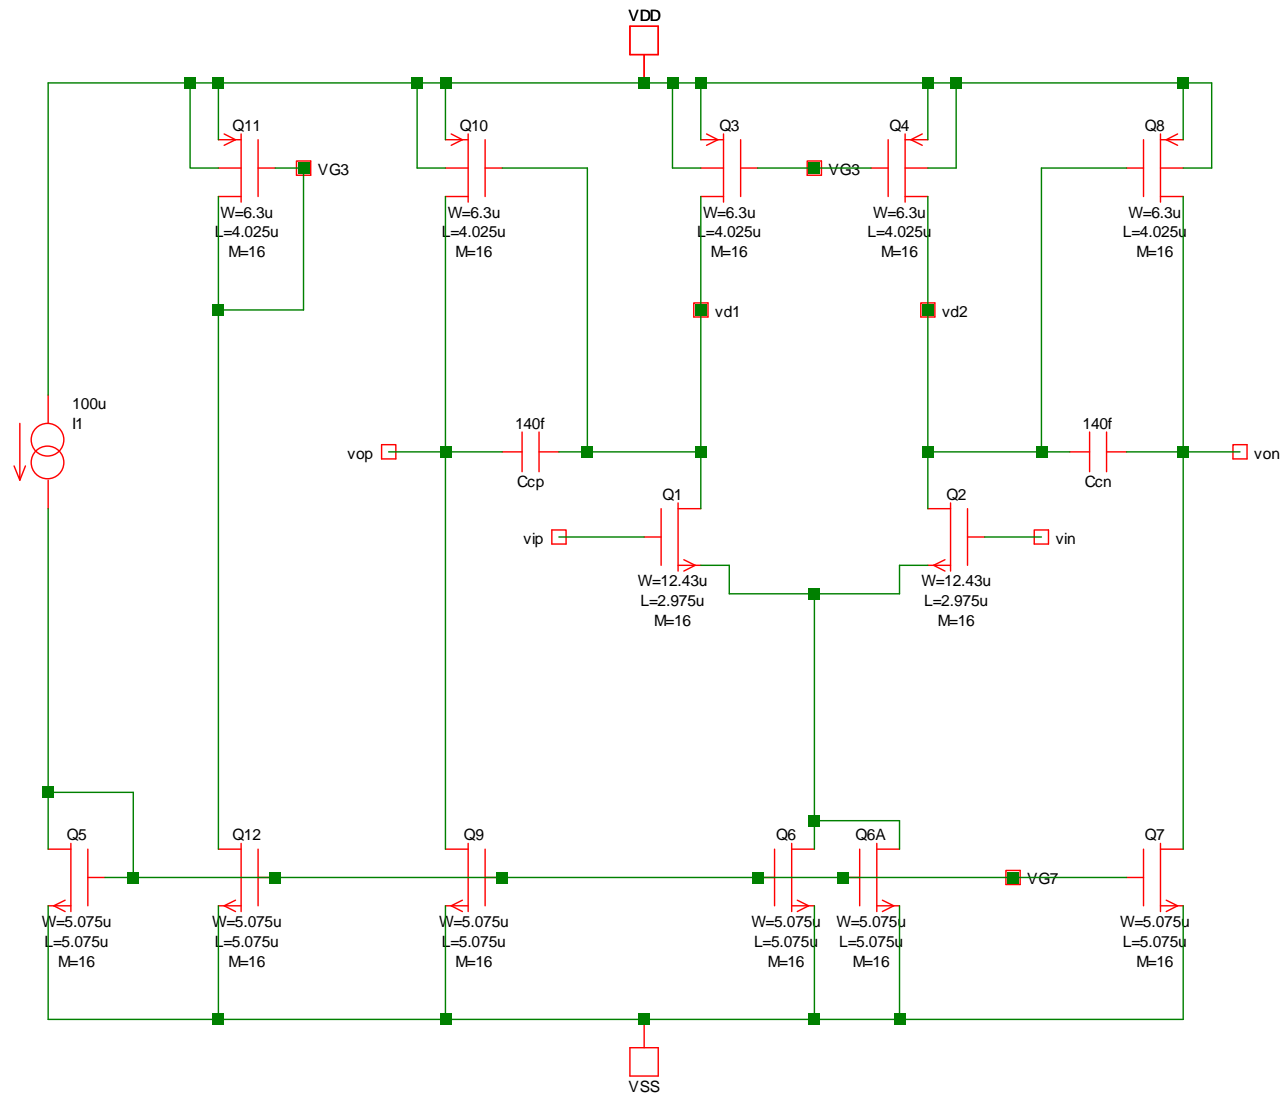 VDD
Q11
Q10
Q3
Q4
Q8
VG3
VG3
W=6.3u
L=4.025u
M=16
W=6.3u
L=4.025u
M=16
W=6.3u
L=4.025u
M=16
W=6.3u
L=4.025u
M=16
W=6.3u
L=4.025u
M=16
vd1
vd2
100u
I1
140f
140f
vop
von
Ccp
Ccn
Q1
Q2
vip
vin
W=12.43u
L=2.975u
M=16
W=12.43u
L=2.975u
M=16
Q5
Q12
Q9
Q6
Q6A
Q7
VG7
W=5.075u
L=5.075u
M=16
W=5.075u
L=5.075u
M=16
W=5.075u
L=5.075u
M=16
W=5.075u
L=5.075u
M=16
W=5.075u
L=5.075u
M=16
W=5.075u
L=5.075u
M=16
VSS